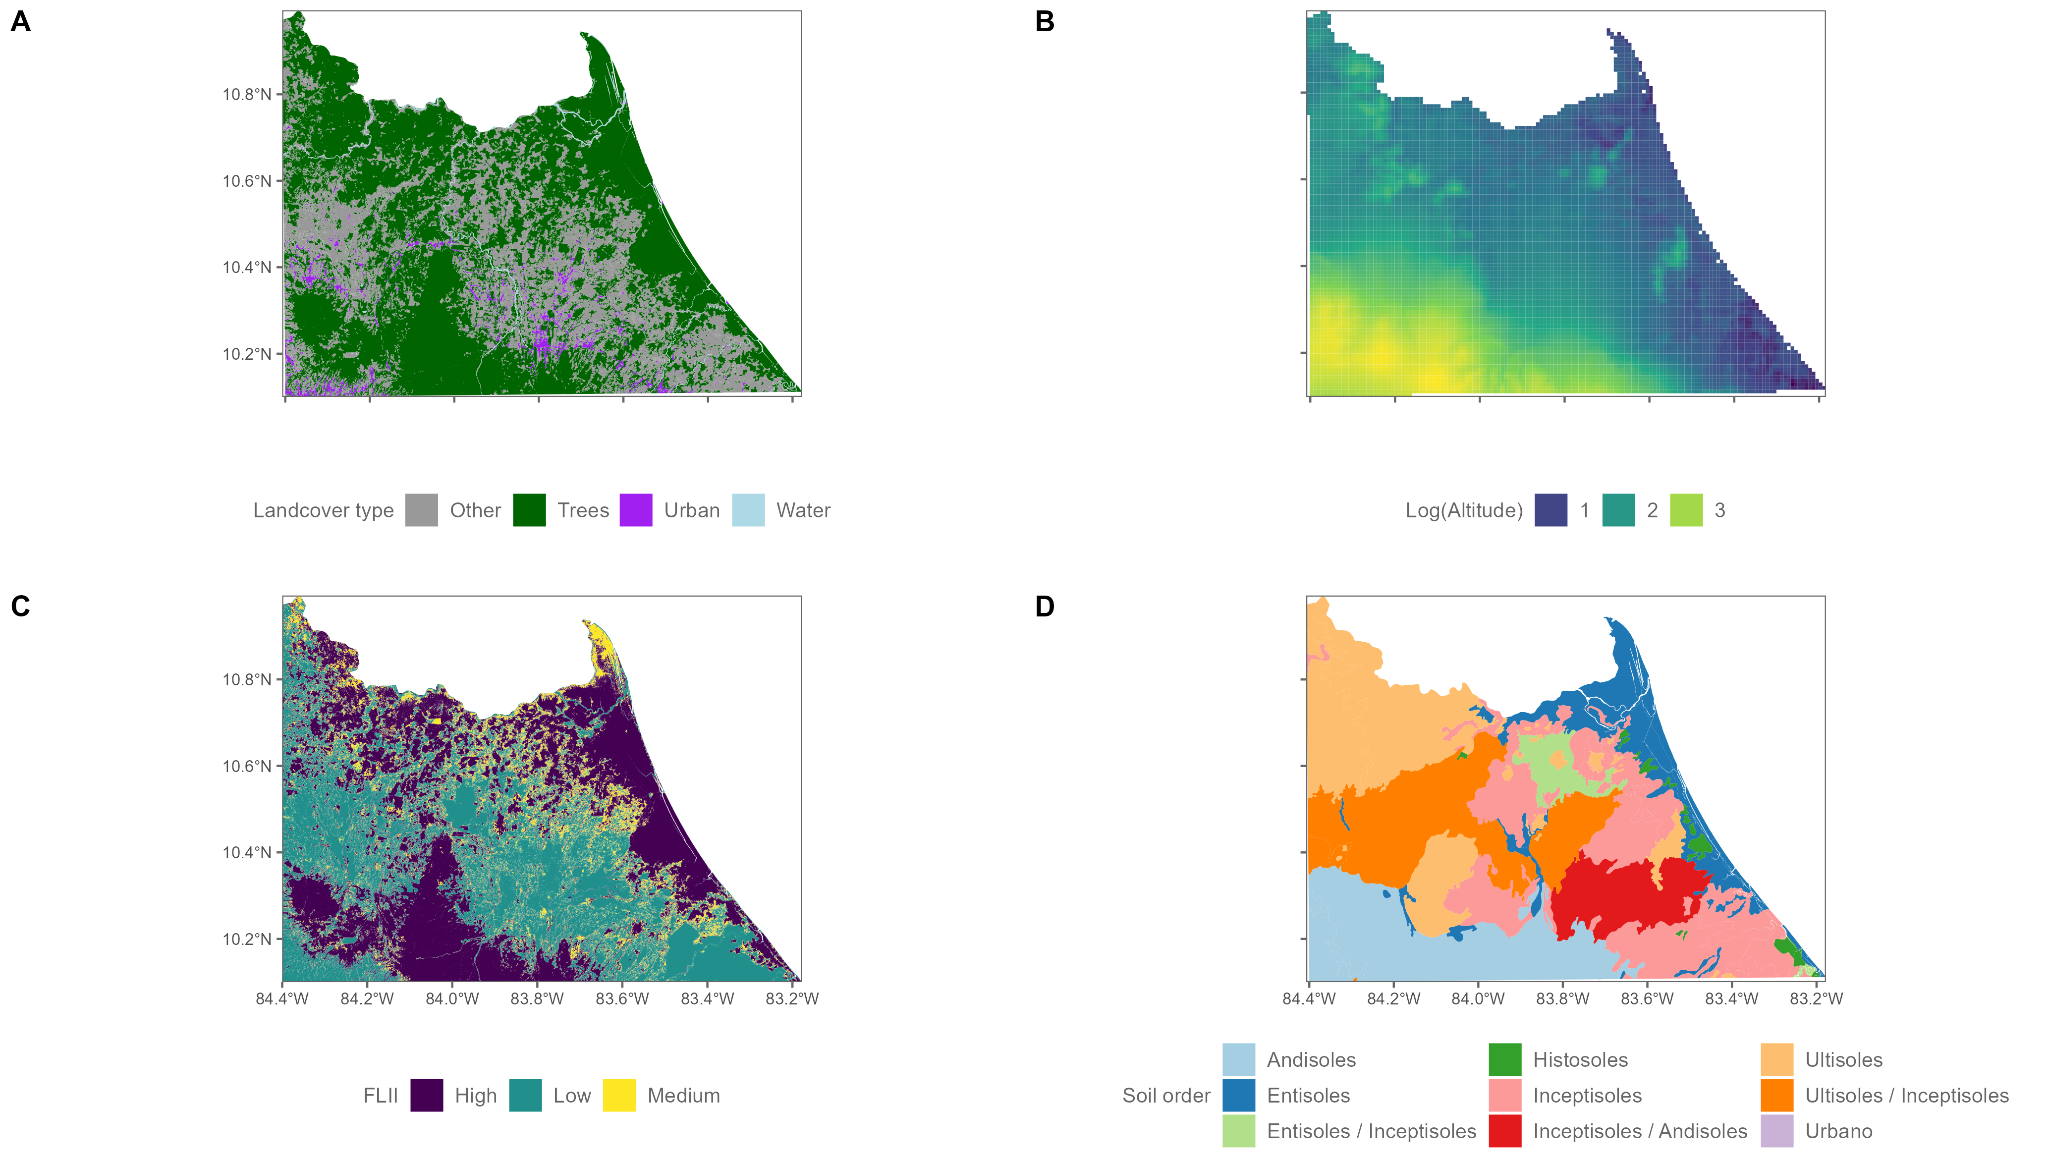 A
B
10.8°N
10.6°N
10.4°N
10.2°N
Landcover type Other Trees Urban Water
Log(Altitude) 1 2 3
C
D
10.8°N
10.6°N
10.4°N
10.2°N
84.4°W 84.2°W 84.0°W 83.8°W 83.6°W 83.4°W 83.2°W
84.4°W 84.2°W 84.0°W 83.8°W 83.6°W 83.4°W 83.2°W
FLII High Low Medium
Andisoles Histosoles Ultisoles
Soil order Entisoles Inceptisoles Ultisoles / Inceptisoles
Entisoles / Inceptisoles Inceptisoles / Andisoles Urbano